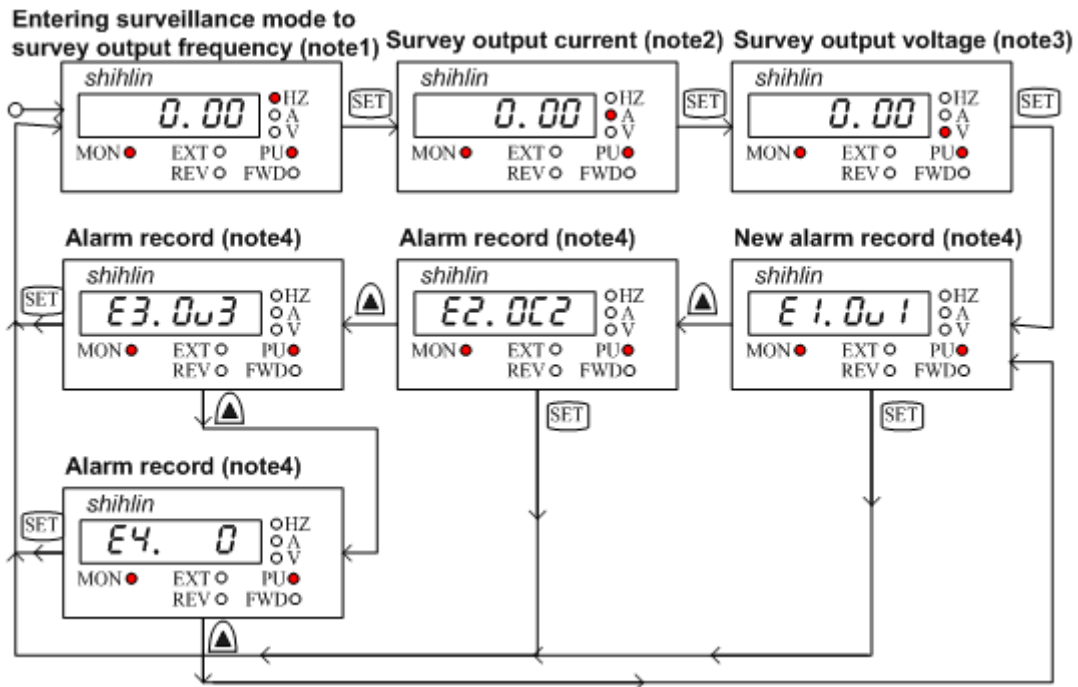 Entering surveillance mode to
survey output frequency (note1)
Survey output current (note2)
Survey output voltage (note3)
shihlin
0.00
HZ
A
V
MON EXT PU
REV FWD
SET
shihlin
0.00
HZ
A
V
MON EXT PU
REV FWD
SET
shihlin
0.00
HZ
A
V
MON EXT PU
REV FWD
SET
Alarm record (note4)
Alarm record (note4)
New alarm record (note4)
SET
shihlin
E3.0u3
HZ
A
V
MON EXT PU
REV FWD
shihlin
E2.0C2
HZ
A
V
MON EXT PU
REV FWD
SET
shihlin
E1.0u1
HZ
A
V
MON EXT PU
REV FWD
SET
Alarm record (note4)
SET
shihlin
E4. 0
HZ
A
V
MON EXT PU
REV FWD